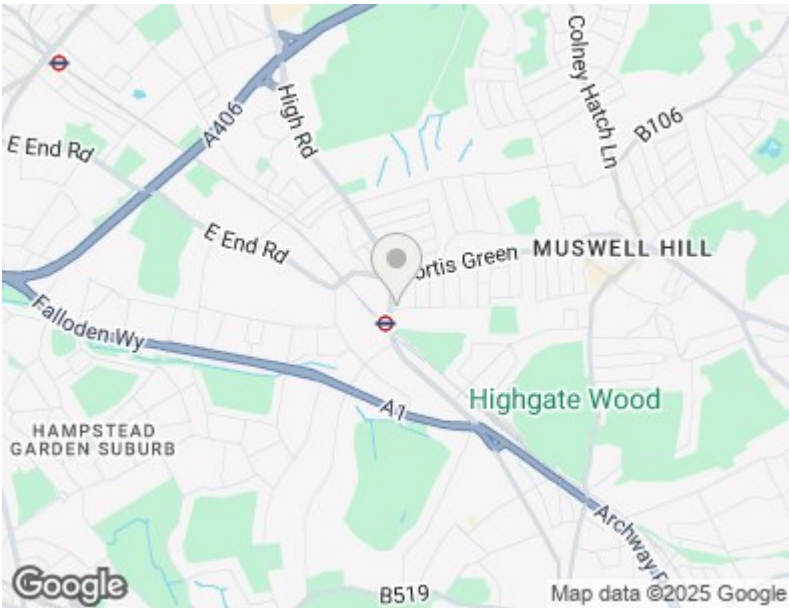 Colney Hatch Ln
High Rd
A406
B106
E End Rd
E End Rd
ortis Green
MUSWELL HILL
Falloden Wy
A1
Highgate Wood
HAMPSTEAD
GARDEN SUBURB
Archway
Google
B519
Map data ©2025 Google